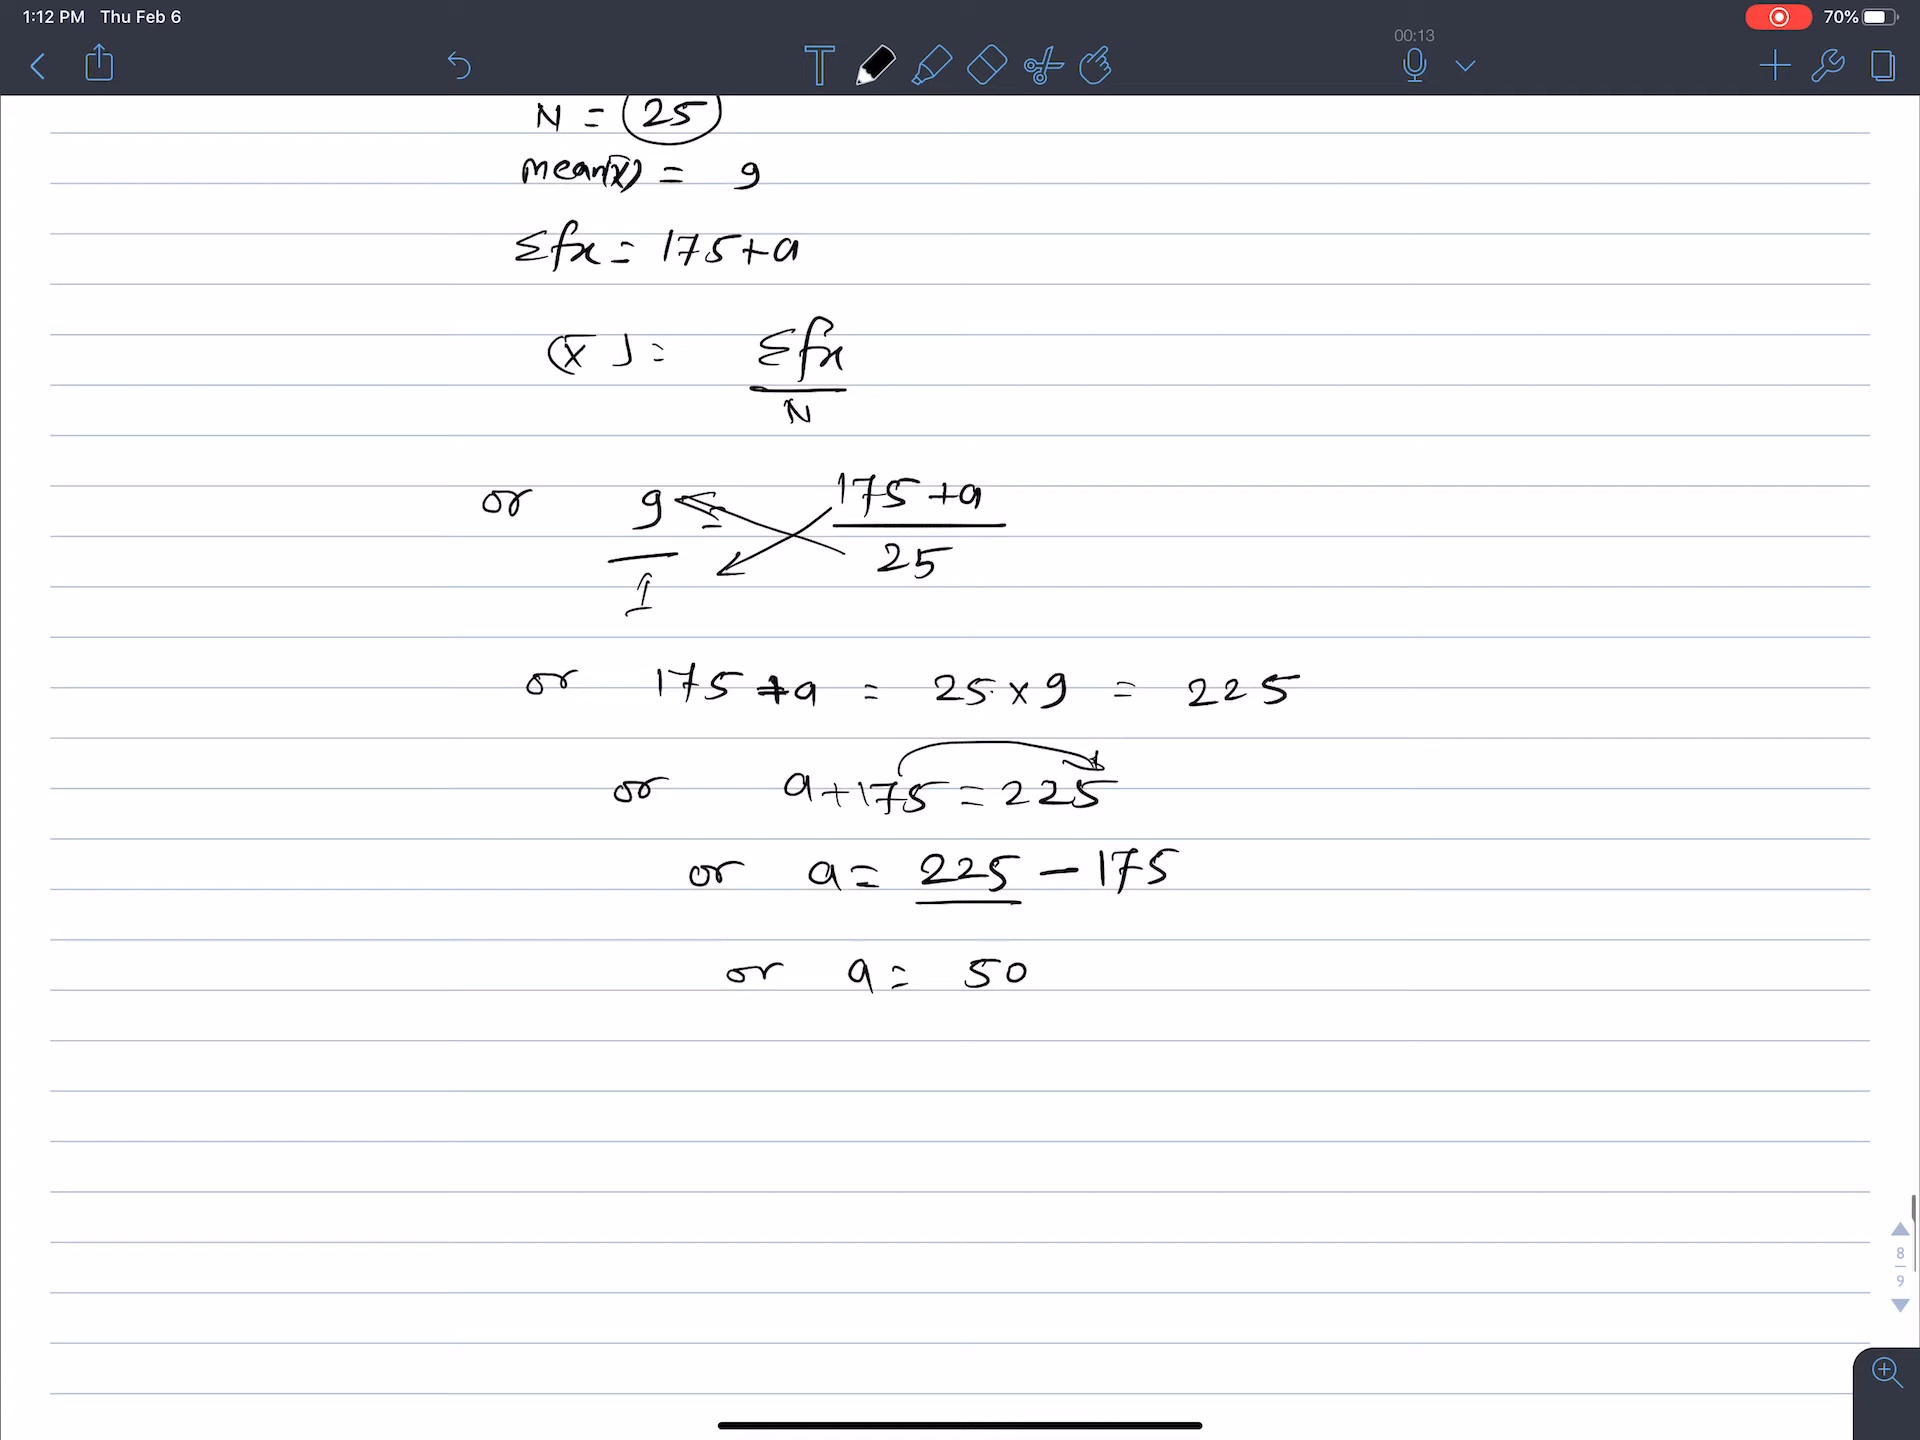 1:12 PM Thu Feb 6
70%
00:13
N = 25
mean(x̄) = 9
Σfx = 175+a
(x̄) = Σfx
N
or 9 = 175+a
1 25
or 175+a = 25×9 = 225
or a+175=225
or a= 225 – 175
or a= 50
8
9